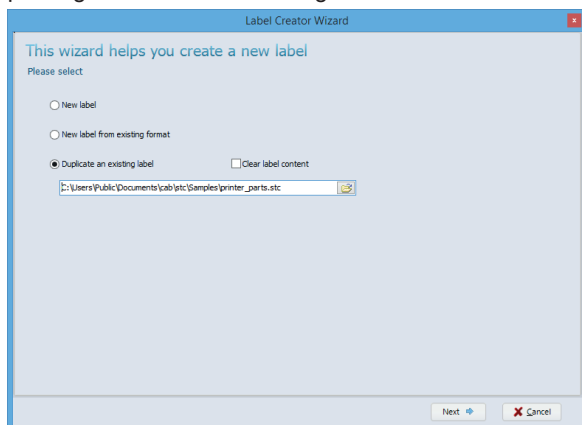 Label Creator Wizard
x
This wizard helps you create a new label
Please select
New label
New label from existing format
Duplicate an existing label Clear label content
C:\Users\Public\Documents\cab\stc\Samples\printer_parts.stc
Next Cancel